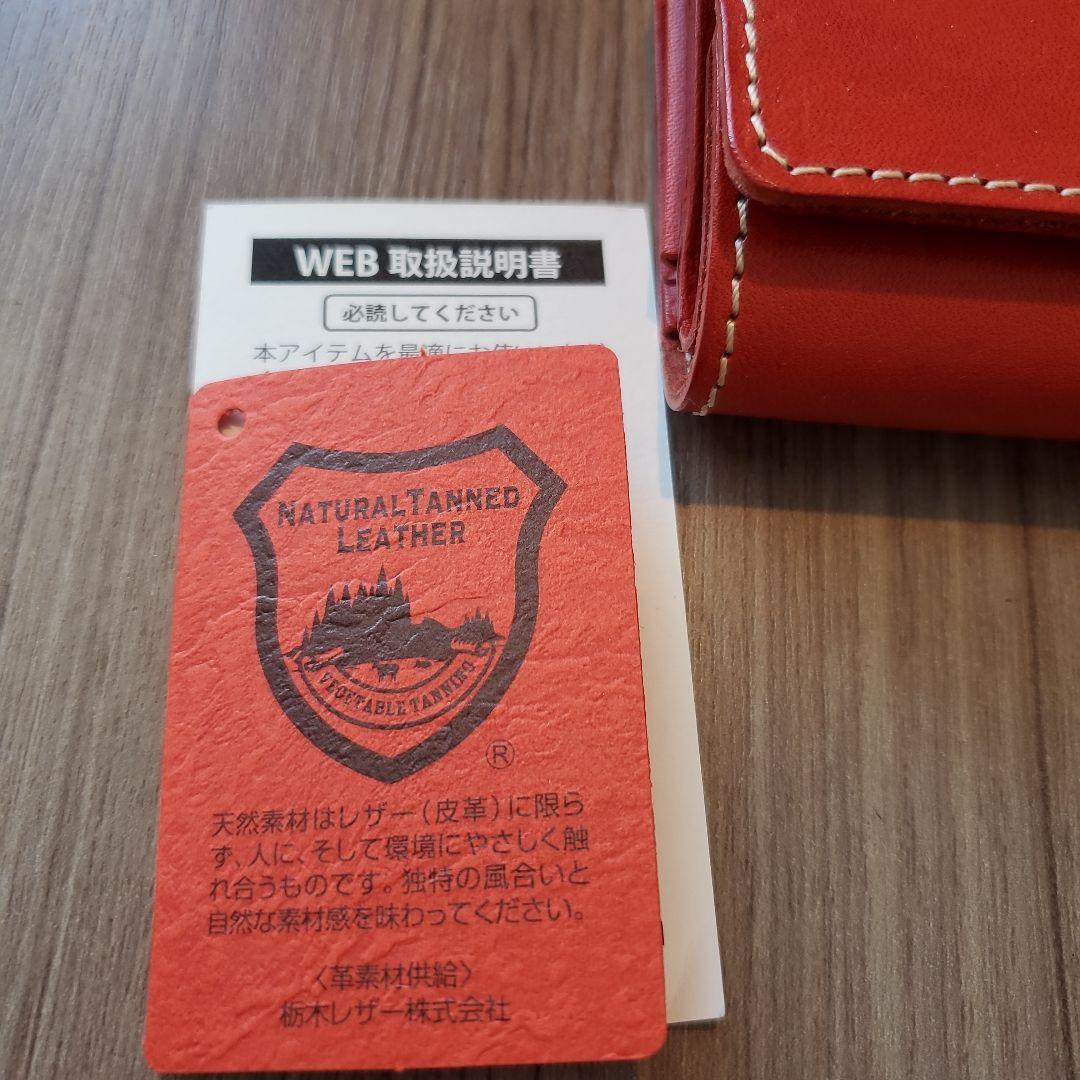 WEB 取扱説明書
必読してください
本アイテムを最適に
NATURAL TANNED
LEATHER
VEGETABLE TANNING
®
天然素材はレザー(皮革)に限ら
ず、人に、そして環境にやさしく触
れ合うものです。独特の風合いと
自然な素材感を味わってください。
〈革素材供給〉
栃木レザー株式会社